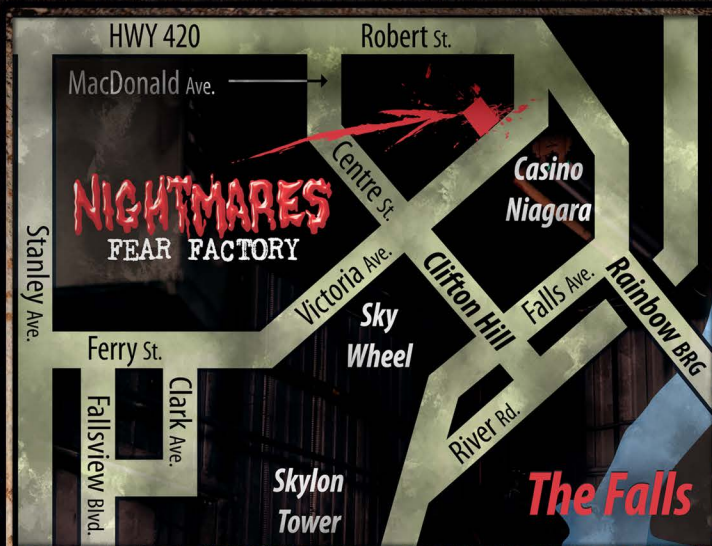 HWY 420
Robert St.
MacDonald Ave.
Centre St.
Casino
Niagara
NIGHTMARES
FEAR FACTORY
Stanley Ave.
Victoria Ave.
Clifton Hill
Falls Ave.
Rainbow BRG
Sky
Wheel
Ferry St.
Clark Ave.
Fallsview Blvd.
River Rd.
Skylon
Tower
The Falls